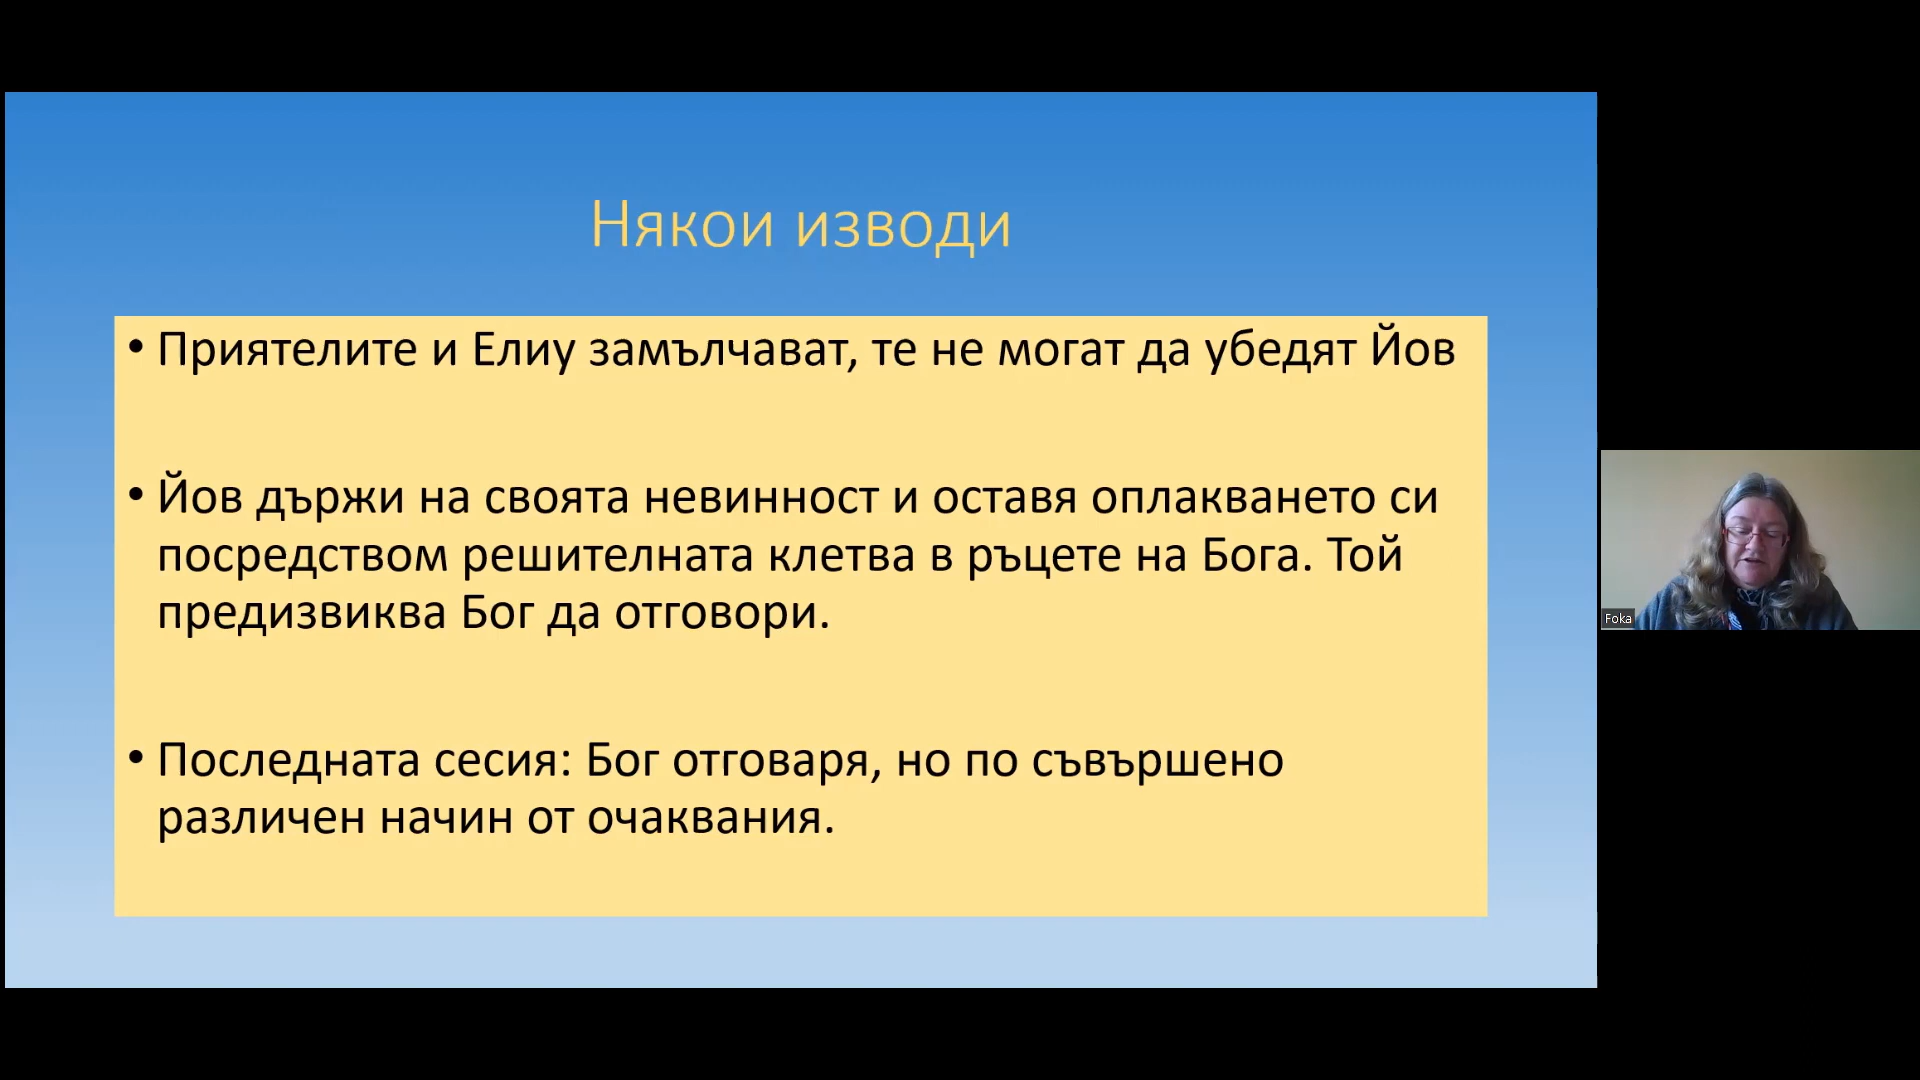 Някои изводи
• Приятелите и Елиу замълчават, те не могат да убедят Йов
• Йов държи на своята невинност и оставя оплакването си
посредством решителната клетва в ръцете на Бога. Той
предизвиква Бог да отговори.
• Последната сесия: Бог отговаря, но по съвършено
различен начин от очаквания.
Foka